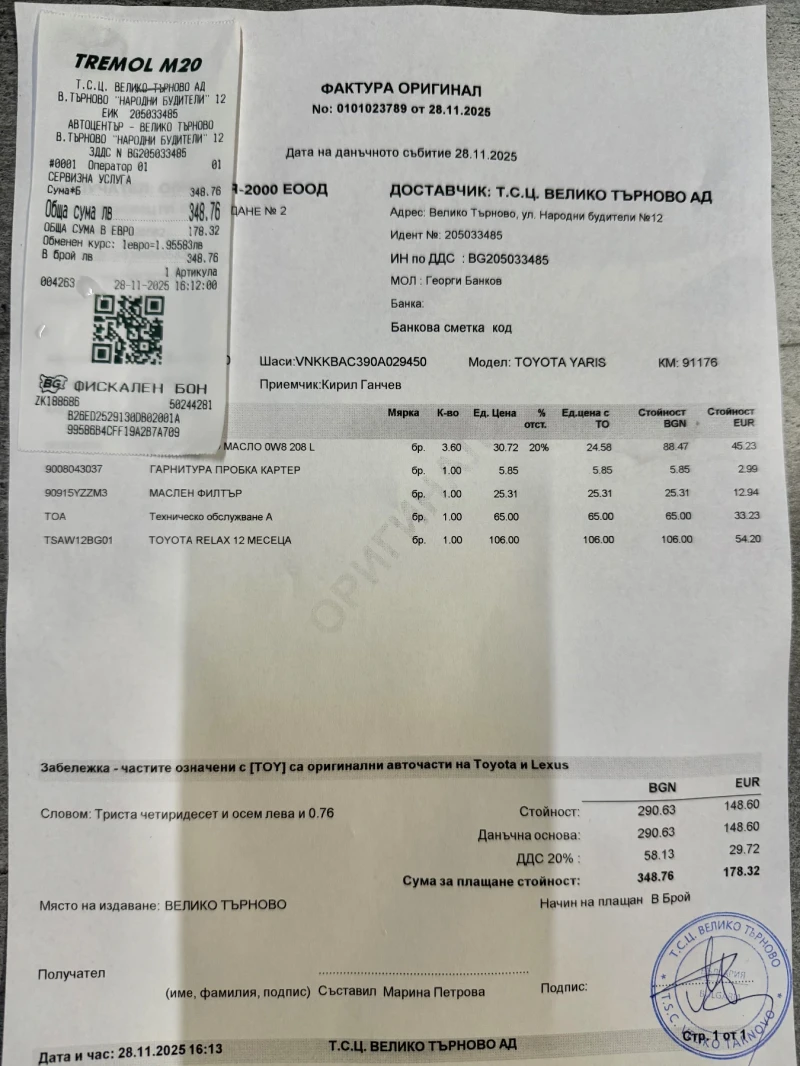 TREMOL M20
Т.С.Ц. ВЕЛИКО ТЪРНОВО АД
В.ТЪРНОВО "НАРОДНИ БУДИТЕЛИ" 12
ЕИК 205033485
АВТОЦЕНТЪР - ВЕЛИКО ТЪРНОВО
В.ТЪРНОВО "НАРОДНИ БУДИТЕЛИ" 12
ЗДДС N BG205033485
#0001 Оператор 01 01
СЕРВИЗНА УСЛУГА
Сума*Б 348.76
Обща сума лв 348.76
ОБЩА СУМА В ЕВРО 178.32
Обменен курс: 1евро=1.95583лв
В брой лв 348.76
1 Артикула
004263 28-11-2025 16:12:00
BG ФИСКАЛЕН БОН
ZK188686 50244281
B26ED2529130DB02001A
99586B4CFF19A2B7A709
ФАКТУРА ОРИГИНАЛ
No: 0101023789 от 28.11.2025
Дата на данъчното събитие 28.11.2025
-2000 ЕООД
ДАНЕ № 2
ДОСТАВЧИК: Т.С.Ц. ВЕЛИКО ТЪРНОВО АД
Адрес: Велико Търново, ул. Народни будители №12
Идент №: 205033485
ИН по ДДС : BG205033485
МОЛ : Георги Банков
Банка:
Банкова сметка код
Шаси:VNKKBAC390A029450 Модел: TOYOTA YARIS КМ: 91176
Приемчик:Кирил Ганчев
Мярка К-во Ед. Цена % отст. Ед.цена с ТО Стойност BGN Стойност EUR
МАСЛО 0W8 208 L бр. 3.60 30.72 20% 24.58 88.47 45.23
9008043037 ГАРНИТУРА ПРОБКА КАРТЕР бр. 1.00 5.85 5.85 5.85 2.99
90915YZZM3 МАСЛЕН ФИЛТЪР бр. 1.00 25.31 25.31 25.31 12.94
TOA Техническо обслужване А бр. 1.00 65.00 65.00 65.00 33.23
TSAW12BG01 TOYOTA RELAX 12 МЕСЕЦА бр. 1.00 106.00 106.00 106.00 54.20
ОРИГИНАЛ
Забележка - частите означени с [TOY] са оригинални авточасти на Toyota и Lexus
BGN EUR
Словом: Триста четиридесет и осем лева и 0.76 Стойност: 290.63 148.60
Данъчна основа: 290.63 148.60
ДДС 20% : 58.13 29.72
Сума за плащане стойност: 348.76 178.32
Място на издаване: ВЕЛИКО ТЪРНОВО Начин на плащан В Брой
Получател
(име, фамилия, подпис) Съставил Марина Петрова Подпис:
Т.С.Ц. ВЕЛИКО ТЪРНОВО
T.S.C. VELIKO TARNOVO
Стр. 1 от 1
Дата и час: 28.11.2025 16:13 Т.С.Ц. ВЕЛИКО ТЪРНОВО АД